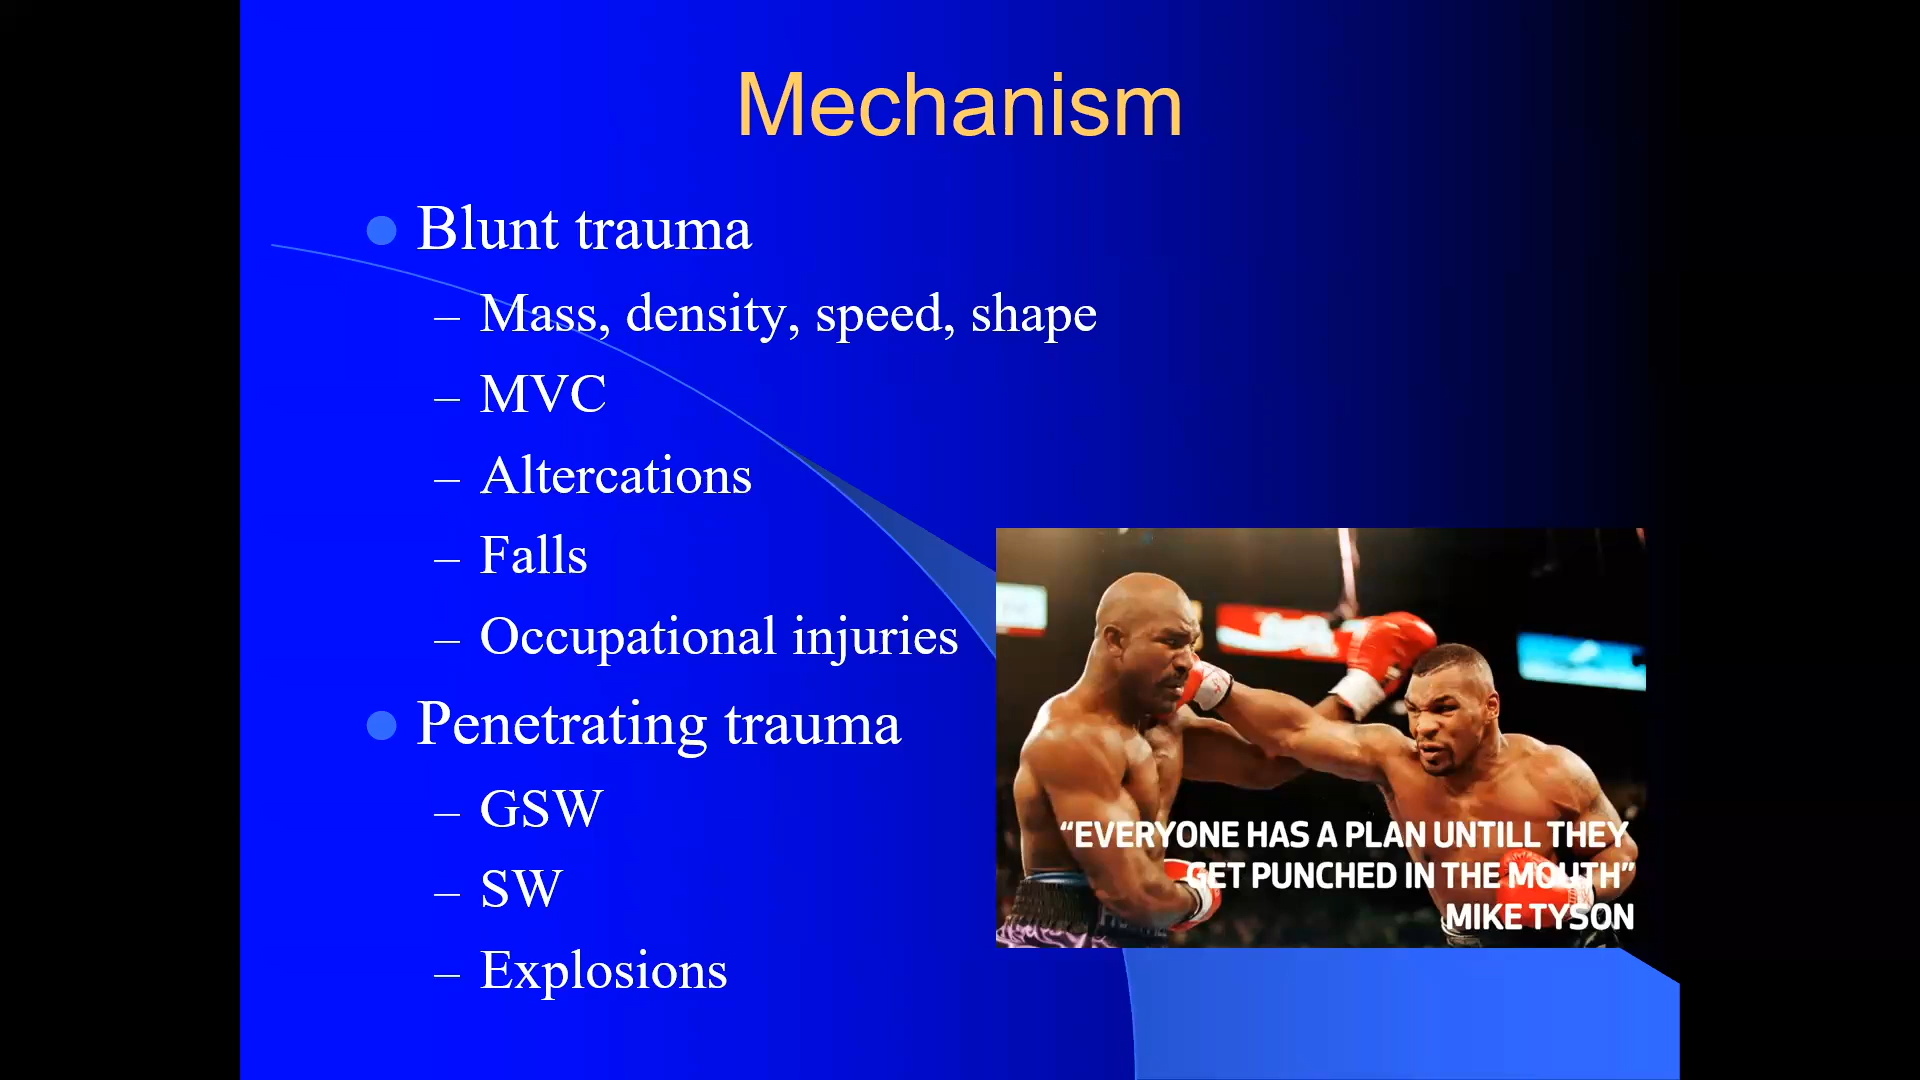 Mechanism
Blunt trauma
– Mass, density, speed, shape
– MVC
– Altercations
– Falls
– Occupational injuries
Penetrating trauma
– GSW
– SW
– Explosions
“EVERYONE HAS A PLAN UNTILL THEY
GET PUNCHED IN THE MOUTH”
MIKE TYSON